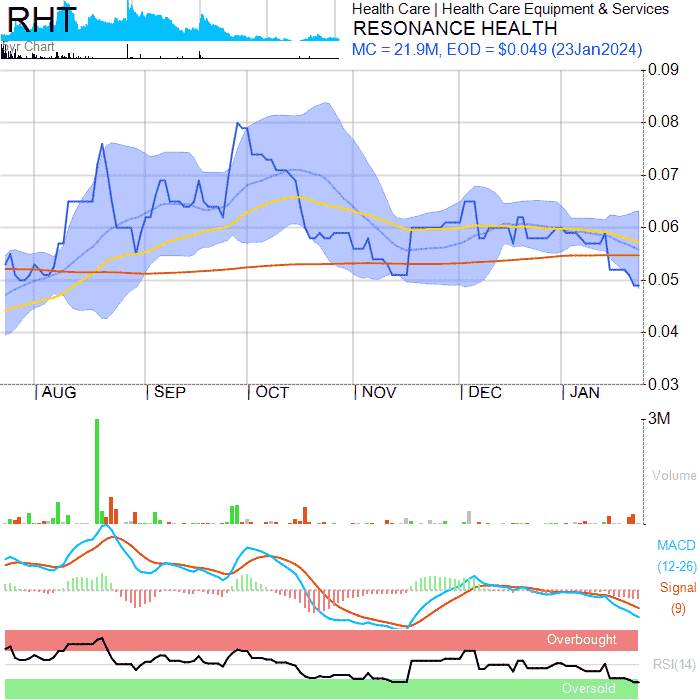 RHT
Health Care | Health Care Equipment & Services
RESONANCE HEALTH
MC = 21.9M, EOD = $0.049 (23Jan2024)
Chart
0.09
0.08
0.07
0.06
0.05
0.04
0.03
| AUG | SEP | OCT | NOV | DEC | JAN
3M
Volume
MACD
(12-26)
Signal
(9)
Overbought
RSI(14)
Oversold